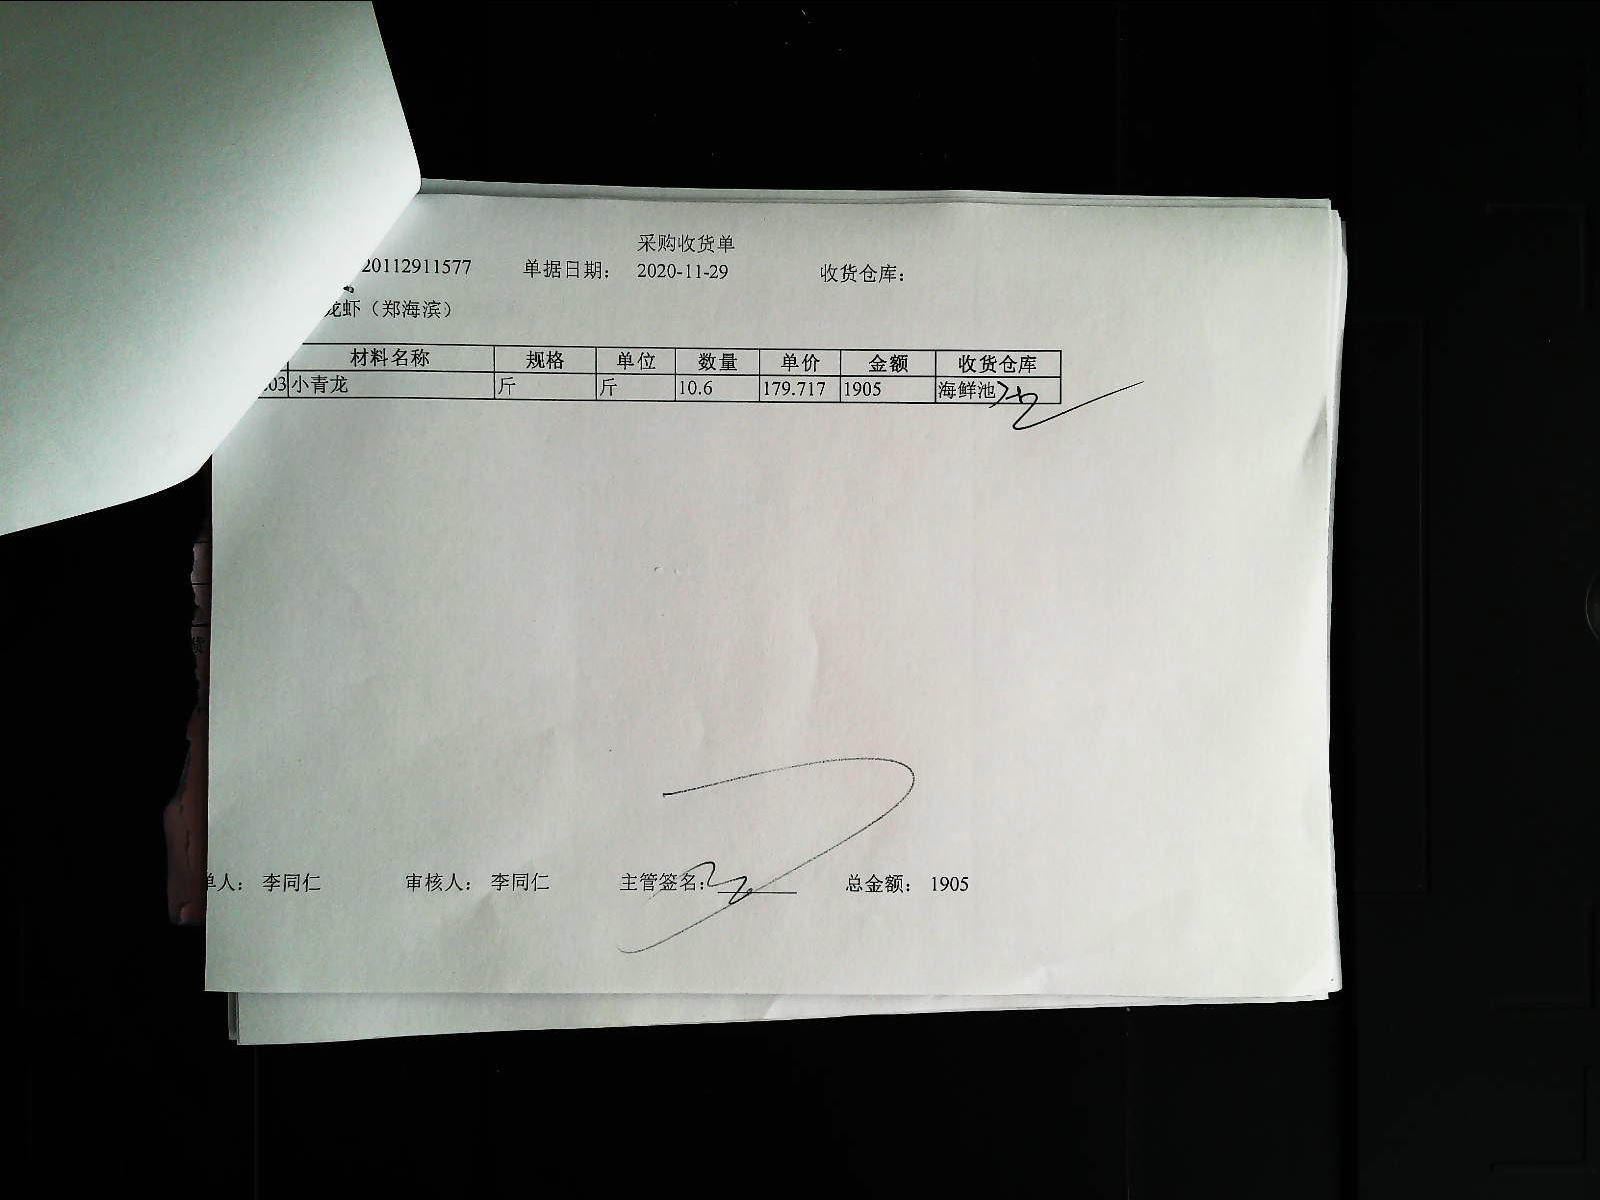 采购收货单
20112911577 单据日期： 2020-11-29 收货仓库：
龙虾（郑海滨）
材料名称 规格 单位 数量 单价 金额 收货仓库
03 小青龙 斤 斤 10.6 179.717 1905 海鲜池
单人： 李同仁 审核人： 李同仁 主管签名： 总金额： 1905